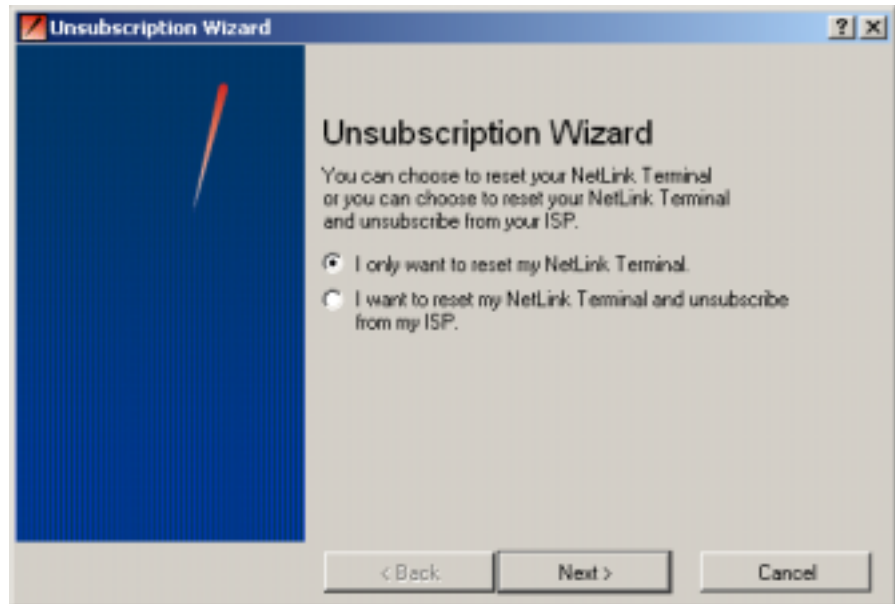 Unsubscription Wizard
Unsubscription Wizard
You can choose to reset your NetLink Terminal
or you can choose to reset your NetLink Terminal
and unsubscribe from your ISP.
I only want to reset my NetLink Terminal.
I want to reset my NetLink Terminal and unsubscribe
from my ISP.
< Back
Next >
Cancel